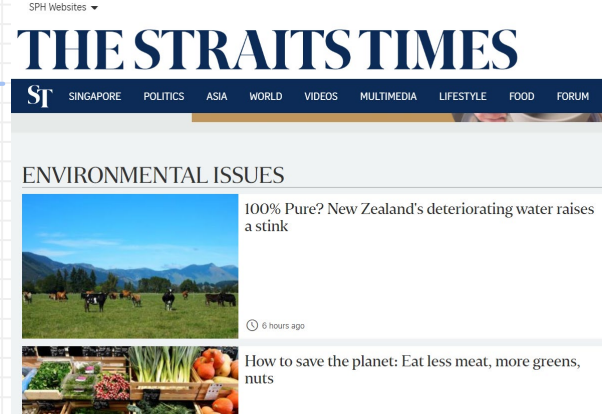 SPH Websites
THE STRAITS TIMES
ST SINGAPORE POLITICS ASIA WORLD VIDEOS MULTIMEDIA LIFESTYLE FOOD FORUM
ENVIRONMENTAL ISSUES
100% Pure? New Zealand's deteriorating water raises
a stink
6 hours ago
How to save the planet: Eat less meat, more greens,
nuts